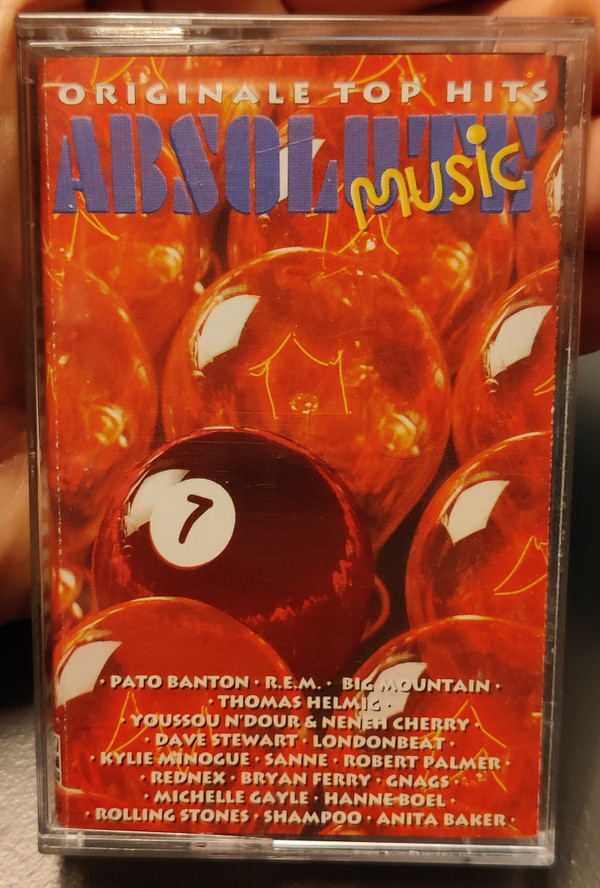 ORIGINALE TOP HITS
ABSOLUTE®
MUSIC
7
· PATO BANTON · R.E.M. · BIG MOUNTAIN ·
· THOMAS HELMIG ·
· YOUSSOU N'DOUR & NENEH CHERRY ·
· DAVE STEWART · LONDONBEAT ·
· KYLIE MINOGUE · SANNE · ROBERT PALMER ·
· REDNEX · BRYAN FERRY · GNAGS ·
· MICHELLE GAYLE · HANNE BOEL ·
· ROLLING STONES · SHAMPOO · ANITA BAKER ·